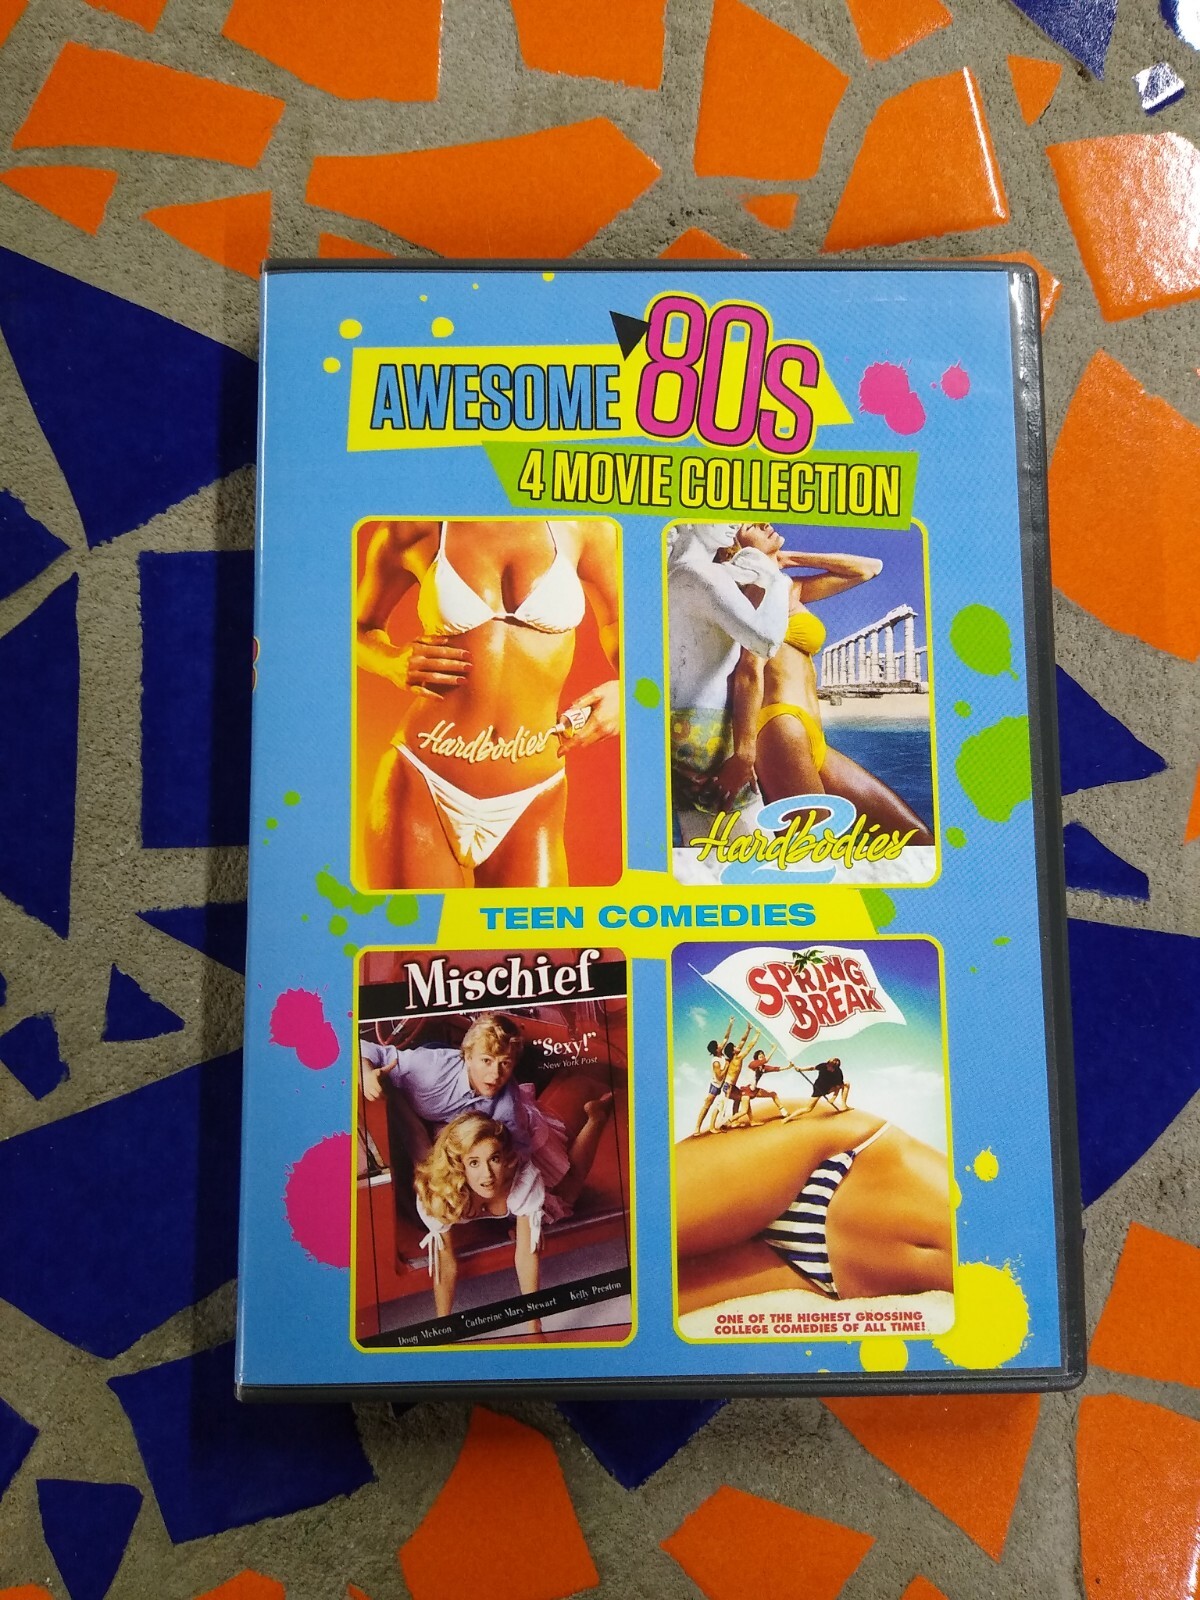 AWESOME '80s
4 MOVIE COLLECTION
Hardbodies
Hardbodies 2
TEEN COMEDIES
Mischief
"Sexy!"
–New York Post
Doug McKeon Catherine Mary Stewart Kelly Preston
SPRING
BREAK
ONE OF THE HIGHEST GROSSING
COLLEGE COMEDIES OF ALL TIME!